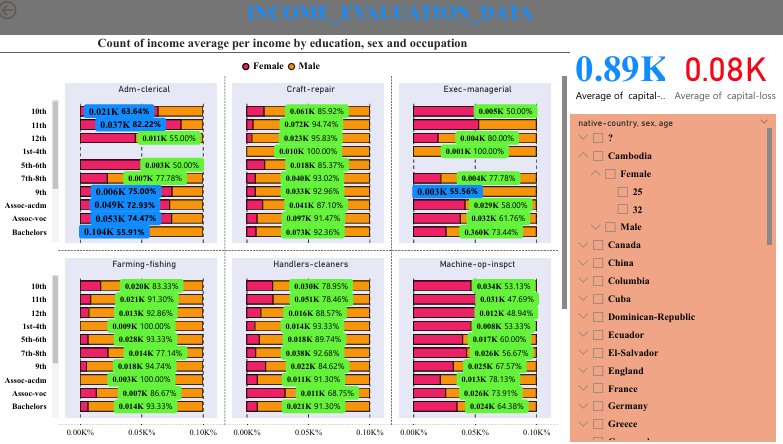 INCOME_EVALUATION_DATA
Count of income average per income by education, sex and occupation
Female Male
0.89K 0.08K
Average of capital-.. Average of capital-loss
Adm-clerical Craft-repair Exec-managerial
10th 0.021K 63.64% 0.061K 85.92% 0.005K 50.00%
11th 0.037K 82.22% 0.072K 94.74%
12th 0.011K 55.00% 0.023K 95.83% 0.004K 80.00%
1st-4th 0.010K 100.00% 0.001K 100.00%
5th-6th 0.003K 50.00% 0.018K 85.37%
7th-8th 0.007K 77.78% 0.040K 93.02% 0.004K 77.78%
9th 0.006K 75.00% 0.033K 92.96% 0.003K 55.56%
Assoc-acdm 0.049K 72.93% 0.041K 87.10% 0.029K 58.00%
Assoc-voc 0.053K 74.47% 0.097K 91.47% 0.032K 61.76%
Bachelors 0.104K 55.91% 0.073K 92.36% 0.360K 73.44%
Farming-fishing Handlers-cleaners Machine-op-inspct
10th 0.020K 83.33% 0.030K 78.95% 0.034K 53.13%
11th 0.021K 91.30% 0.051K 78.46% 0.031K 47.69%
12th 0.013K 92.86% 0.016K 88.57% 0.012K 48.94%
1st-4th 0.009K 100.00% 0.014K 93.33% 0.008K 53.33%
5th-6th 0.028K 93.33% 0.018K 89.74% 0.017K 60.00%
7th-8th 0.014K 77.14% 0.038K 92.68% 0.026K 56.67%
9th 0.018K 94.74% 0.022K 84.62% 0.025K 67.57%
Assoc-acdm 0.003K 100.00% 0.011K 91.30% 0.013K 78.13%
Assoc-voc 0.007K 86.67% 0.011K 68.75% 0.026K 73.91%
Bachelors 0.014K 93.33% 0.021K 91.30% 0.024K 64.38%
0.00K% 0.05K% 0.10K% 0.00K% 0.05K% 0.10K% 0.00K% 0.05K% 0.10K%
native-country, sex, age
?
Cambodia
Female
25
32
Male
Canada
China
Columbia
Cuba
Dominican-Republic
Ecuador
El-Salvador
England
France
Germany
Greece